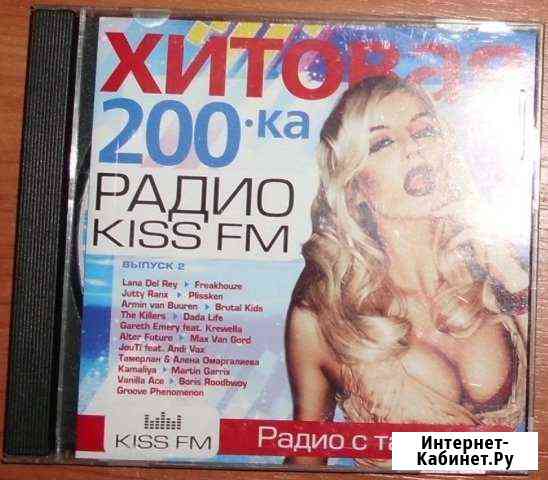 ХИТОВАЯ
200·ка
РАДИО
KISS FM
ВЫПУСК 2
Lana Del Rey ▸ Freakhouze
Jutty Ranx ▸ Plissken
Armin van Buuren ▸ Brutal Kids
The Killers ▸ Dada Life
Gareth Emery feat. Krewella
Alter Future ▸ Max Van Gord
JouTi feat. Andi Vax
Тамерлан & Алена Омаргалиева
Kamaliya ▸ Martin Garrix
Vanilla Ace ▸ Boris Roodbwoy
Groove Phenomenon
KISS FM
Радио с
Интернет-
Кабинет.Ру